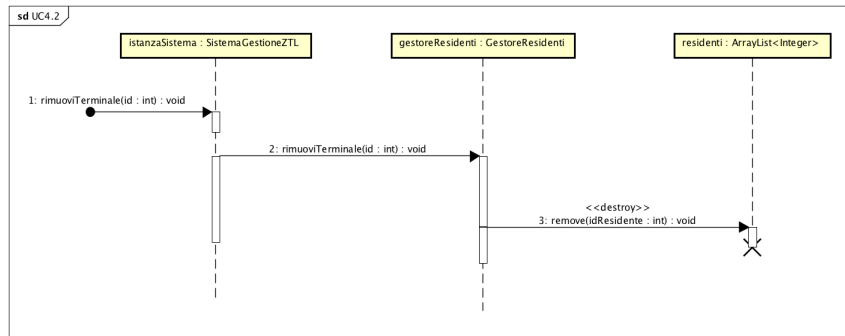 sd UC4.2
istanzaSistema : SistemaGestioneZTL
gestoreResidenti : GestoreResidenti
residenti : ArrayList<Integer>
1: rimuoviTerminale(id : int) : void
2: rimuoviTerminale(id : int) : void
<<destroy>>
3: remove(idResidente : int) : void